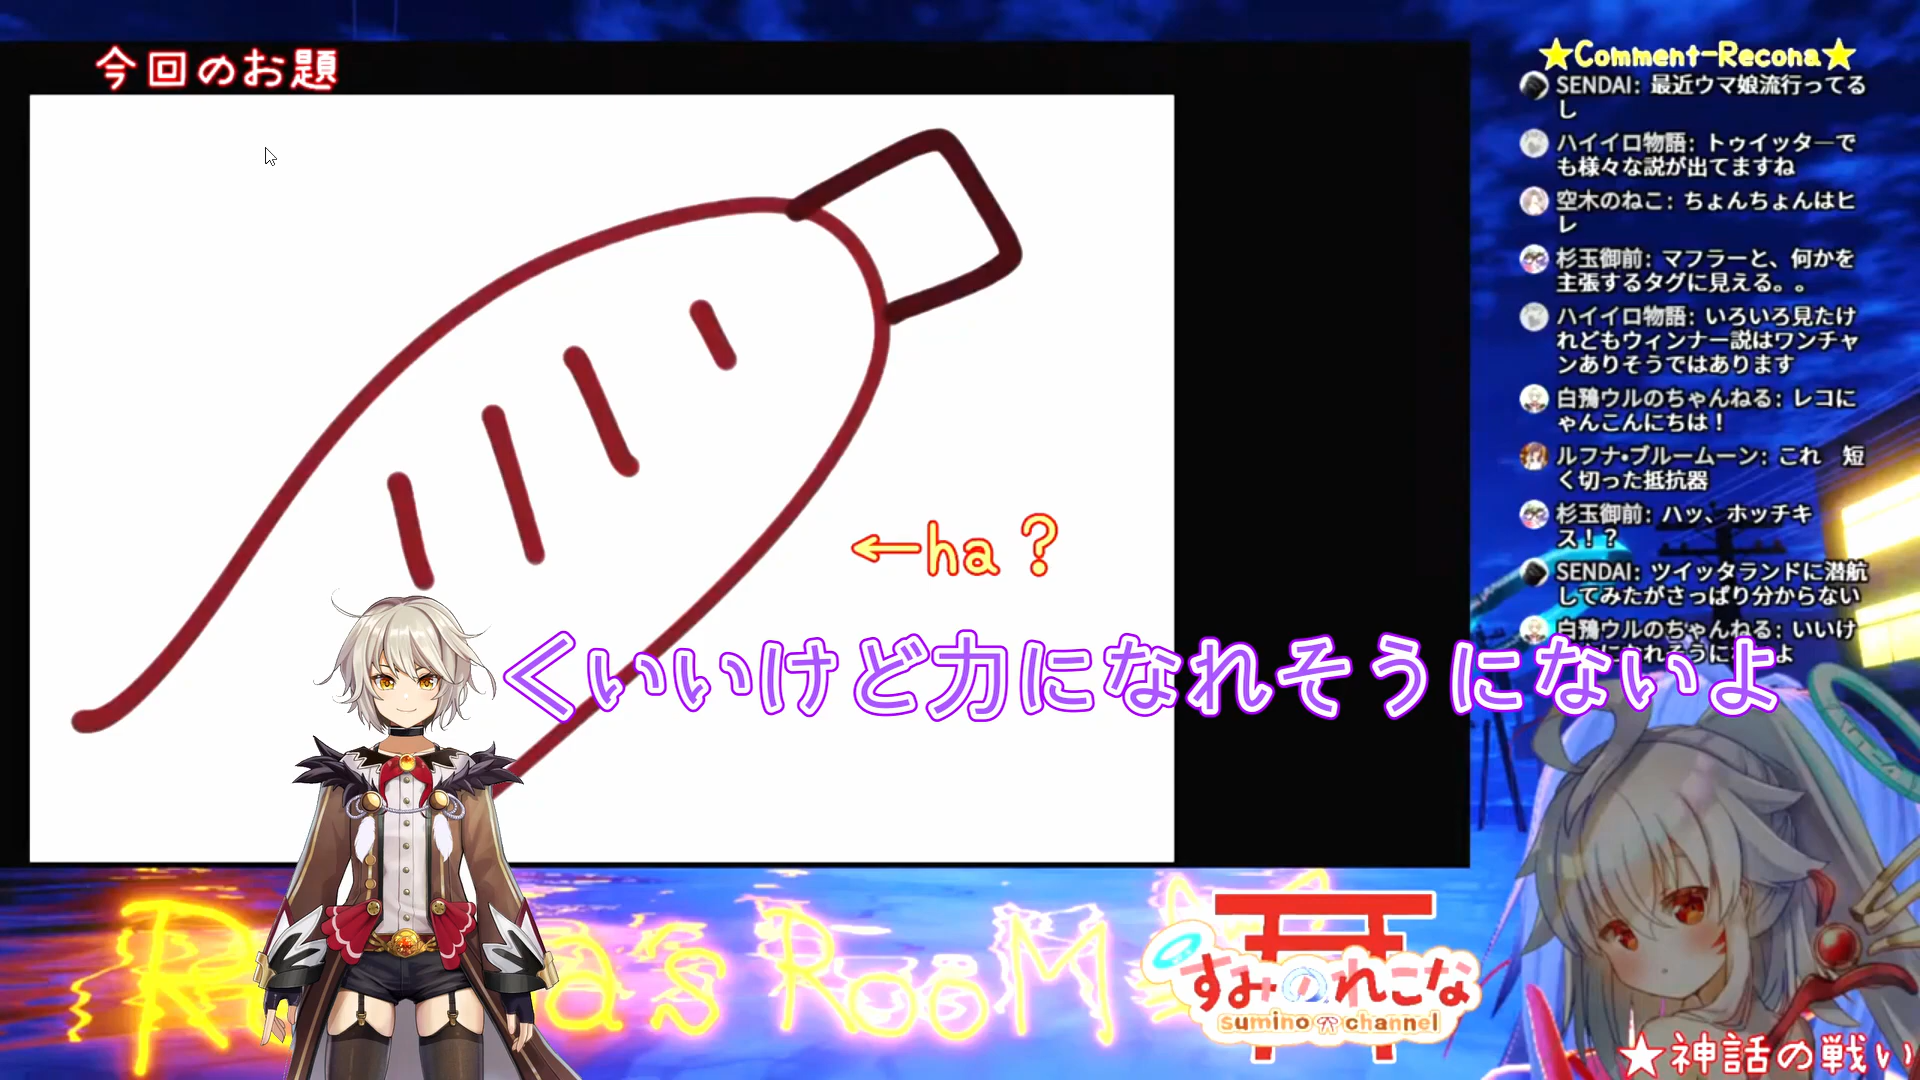 今回のお題
←ha？
くいいけど力になれそうにないよ
★Comment-Recona★
SENDAI: 最近ウマ娘流行ってる
し
ハイイロ物語: トゥイッターで
も様々な説が出てますね
空木のねこ: ちょんちょんはヒ
レ
杉玉御前: マフラーと、何かを
主張するタグに見える。。
ハイイロ物語: いろいろ見たけ
れどもウィンナー説はワンチャ
ンありそうではあります
白鴉ウルのちゃんねる: レコに
ゃんこんにちは！
ルフナ•ブルームーン: これ　短
く切った抵抗器
杉玉御前: ハッ、ホッチキ
ス！？
SENDAI: ツイッタランドに潜航
してみたがさっぱり分からない
白鴉ウルのちゃんねる: いいけ
RooM
すみのれこな
sumino channel
★神話の戦い